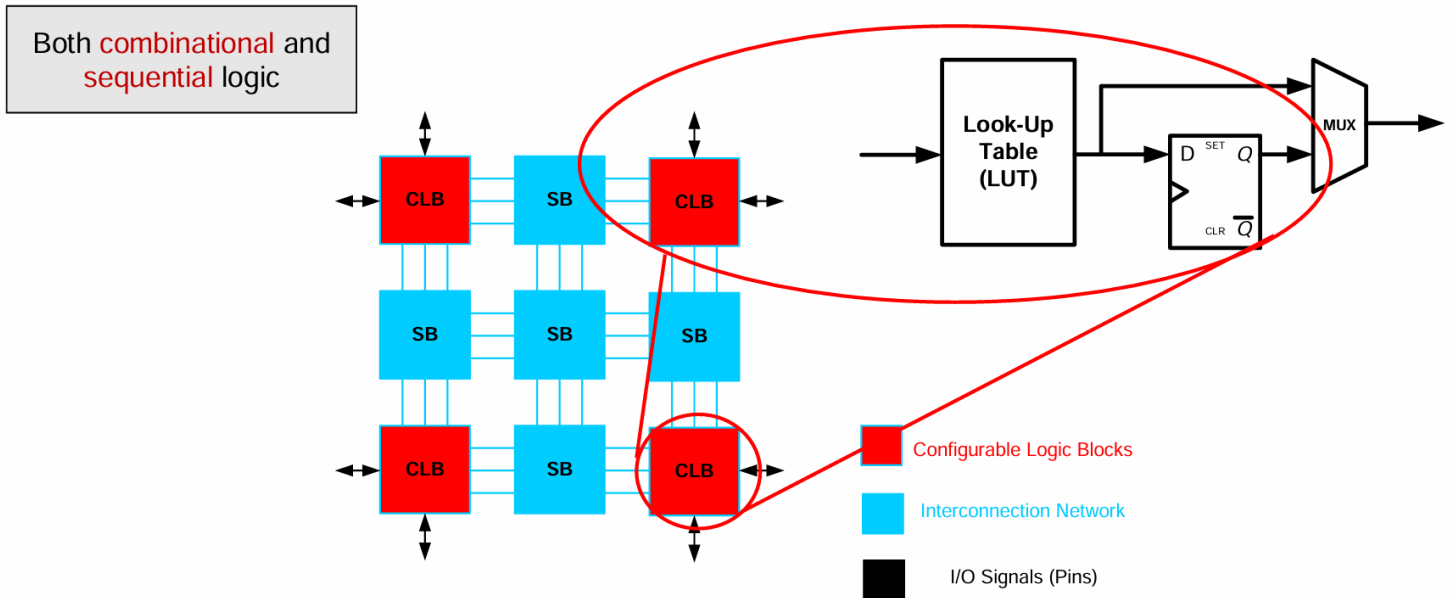 Both combinational and
sequential logic
Look-Up
Table
(LUT)
MUX
D SET Q
CLR Q̅
CLB SB CLB
SB SB SB
CLB SB CLB
Configurable Logic Blocks
Interconnection Network
I/O Signals (Pins)